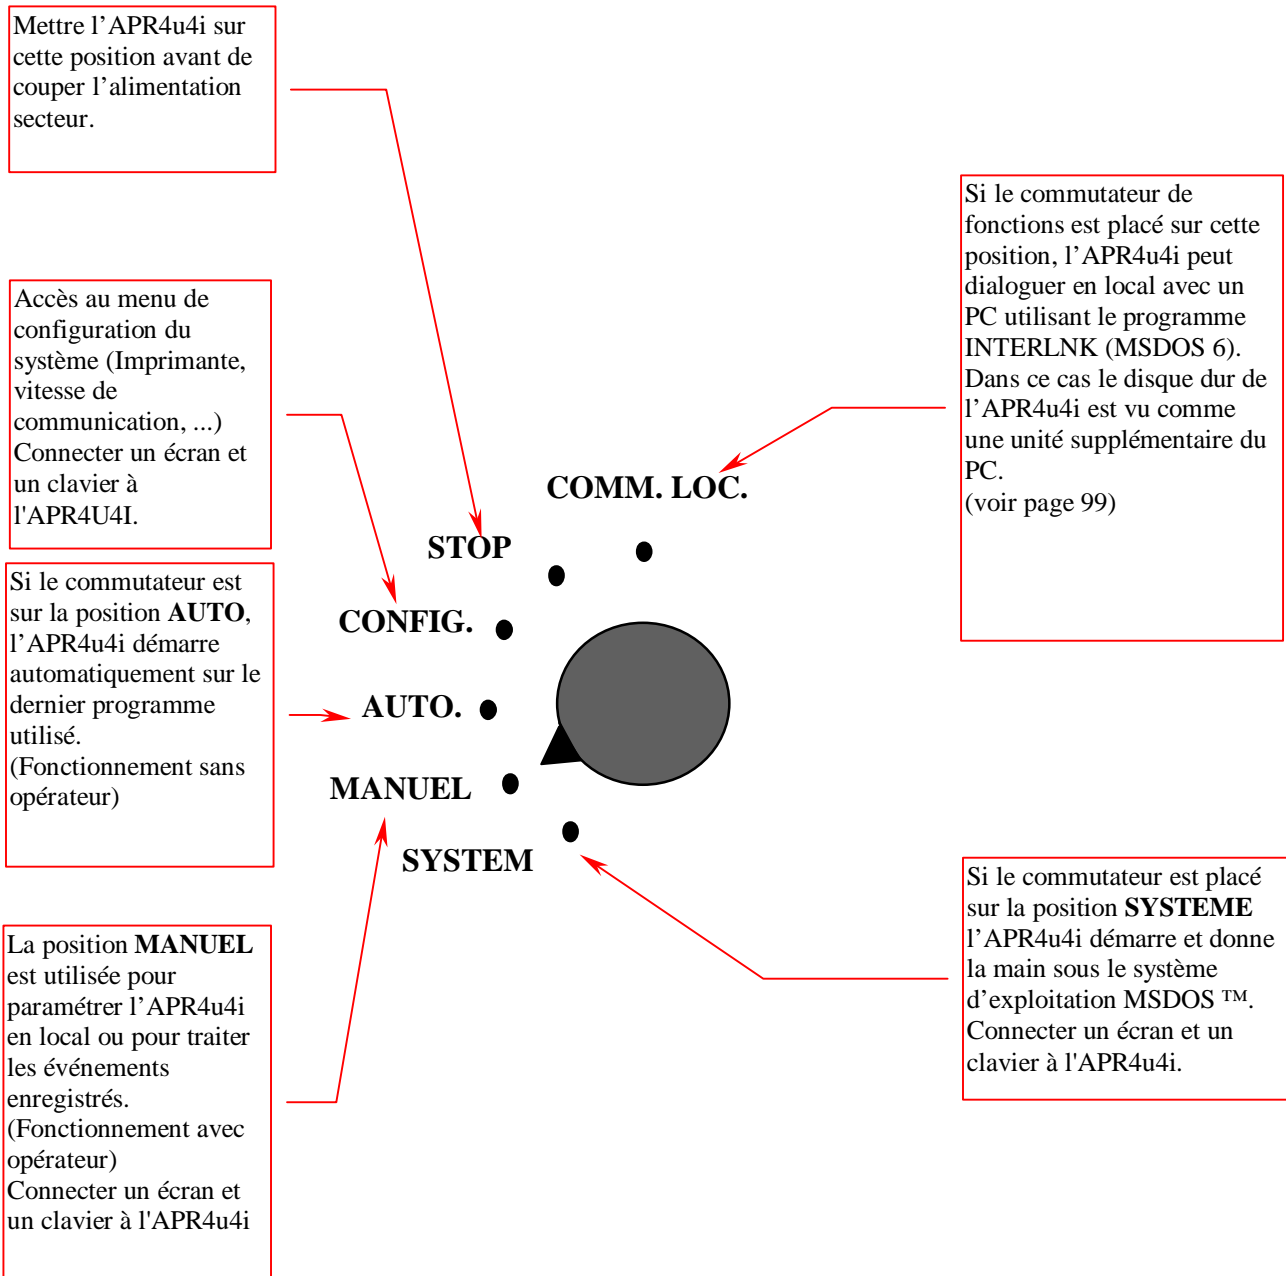 Mettre l’APR4u4i sur
cette position avant de
couper l’alimentation
secteur.
Si le commutateur de
fonctions est placé sur cette
position, l’APR4u4i peut
dialoguer en local avec un
PC utilisant le programme
INTERLNK (MSDOS 6).
Dans ce cas le disque dur de
l’APR4u4i est vu comme
une unité supplémentaire du
PC.
(voir page 99)
Accès au menu de
configuration du
système (Imprimante,
vitesse de
communication, ...)
Connecter un écran et
un clavier à
l'APR4U4I.
COMM. LOC.
STOP
CONFIG.
AUTO.
MANUEL
SYSTEM
Si le commutateur est
sur la position AUTO,
l’APR4u4i démarre
automatiquement sur le
dernier programme
utilisé.
(Fonctionnement sans
opérateur)
Si le commutateur est placé
sur la position SYSTEME
l’APR4u4i démarre et donne
la main sous le système
d’exploitation MSDOS ™.
Connecter un écran et un
clavier à l'APR4u4i.
La position MANUEL
est utilisée pour
paramétrer l’APR4u4i
en local ou pour traiter
les événements
enregistrés.
(Fonctionnement avec
opérateur)
Connecter un écran et
un clavier à l'APR4u4i